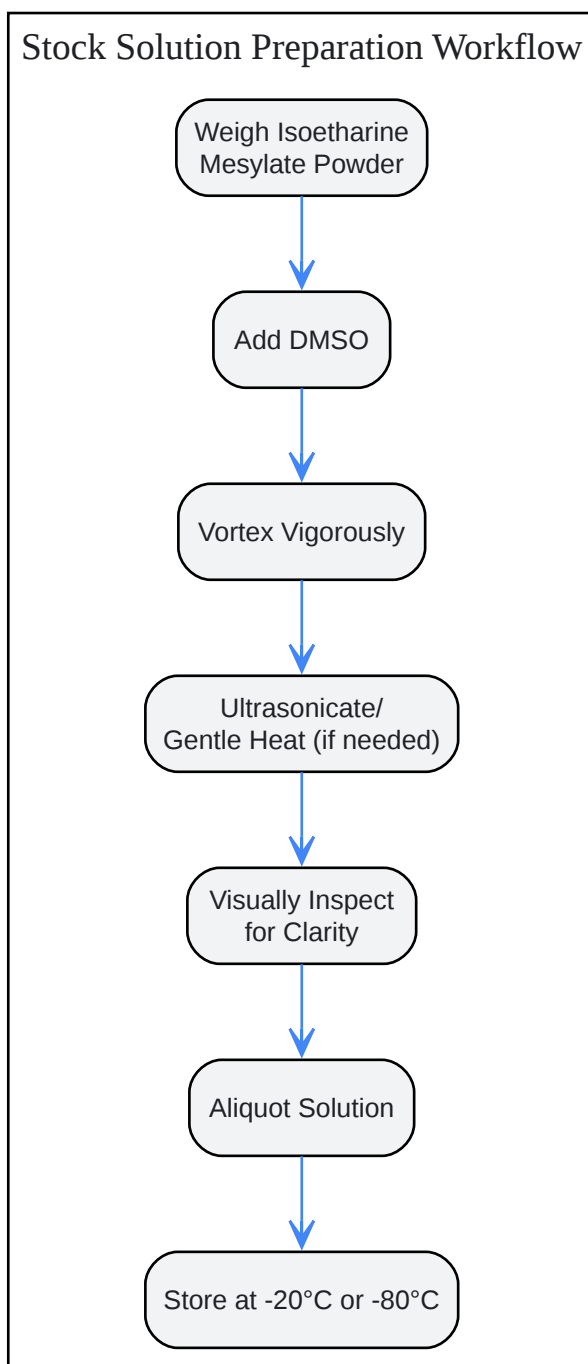 Stock Solution Preparation Workflow
Weigh Isoetharine
Mesylate Powder
Add DMSO
Vortex Vigorously
Ultrasonicate/
Gentle Heat (if needed)
Visually Inspect
for Clarity
Aliquot Solution
Store at -20°C or -80°C